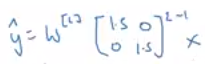 ŷ = W^[L] [1.5 0; 0 1.5]^(L-1) x